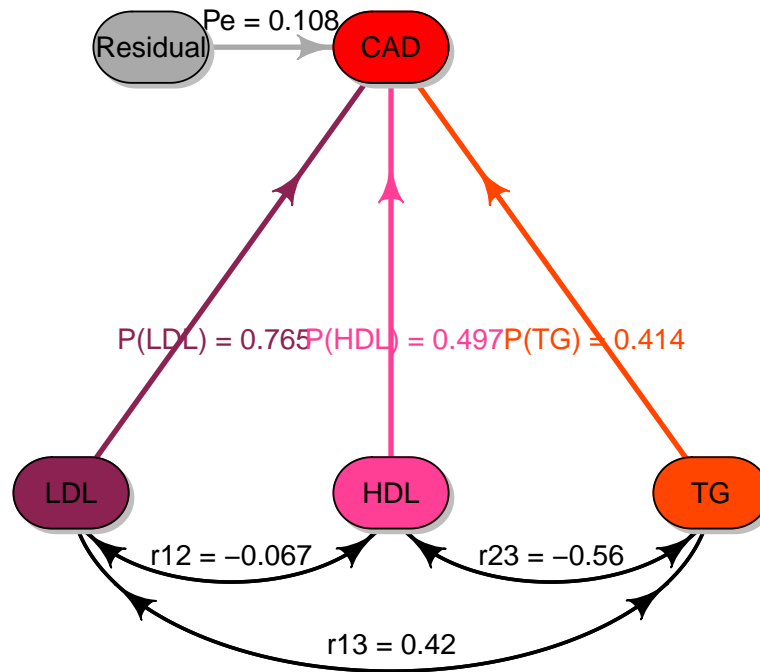 Pe = 0.108
Residual
CAD
P(LDL) = 0.765
P(HDL) = 0.497
P(TG) = 0.414
LDL
HDL
TG
r12 = −0.067
r23 = −0.56
r13 = 0.42